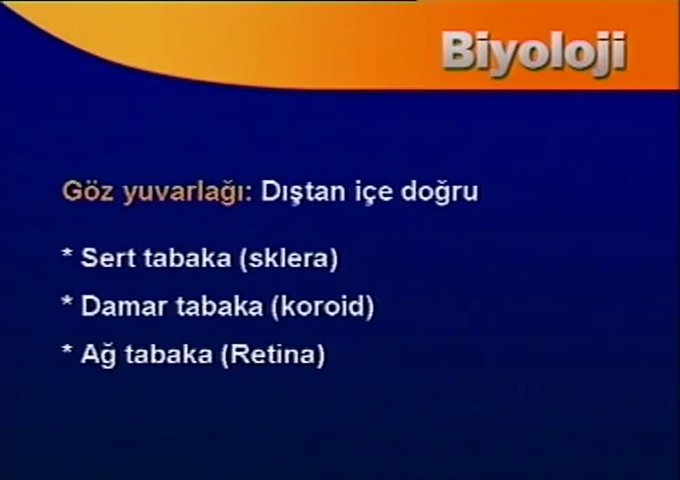 Biyoloji
Göz yuvarlağı: Dıştan içe doğru
* Sert tabaka (sklera)
* Damar tabaka (koroid)
* Ağ tabaka (Retina)